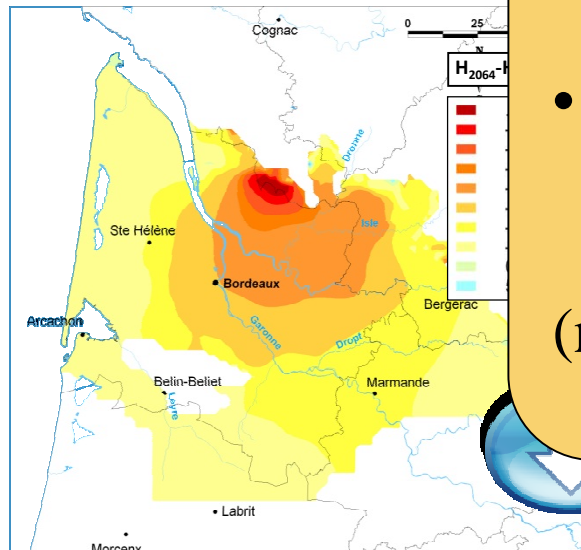 Cognac
0 25
N
H2064-H
•
Dronne
Isle
Ste Hélène
Bordeaux
Bergerac
Arcachon
Garonne
Dropt
(1
Belin-Beliet
Marmande
Leyre
Labrit
Morcenx